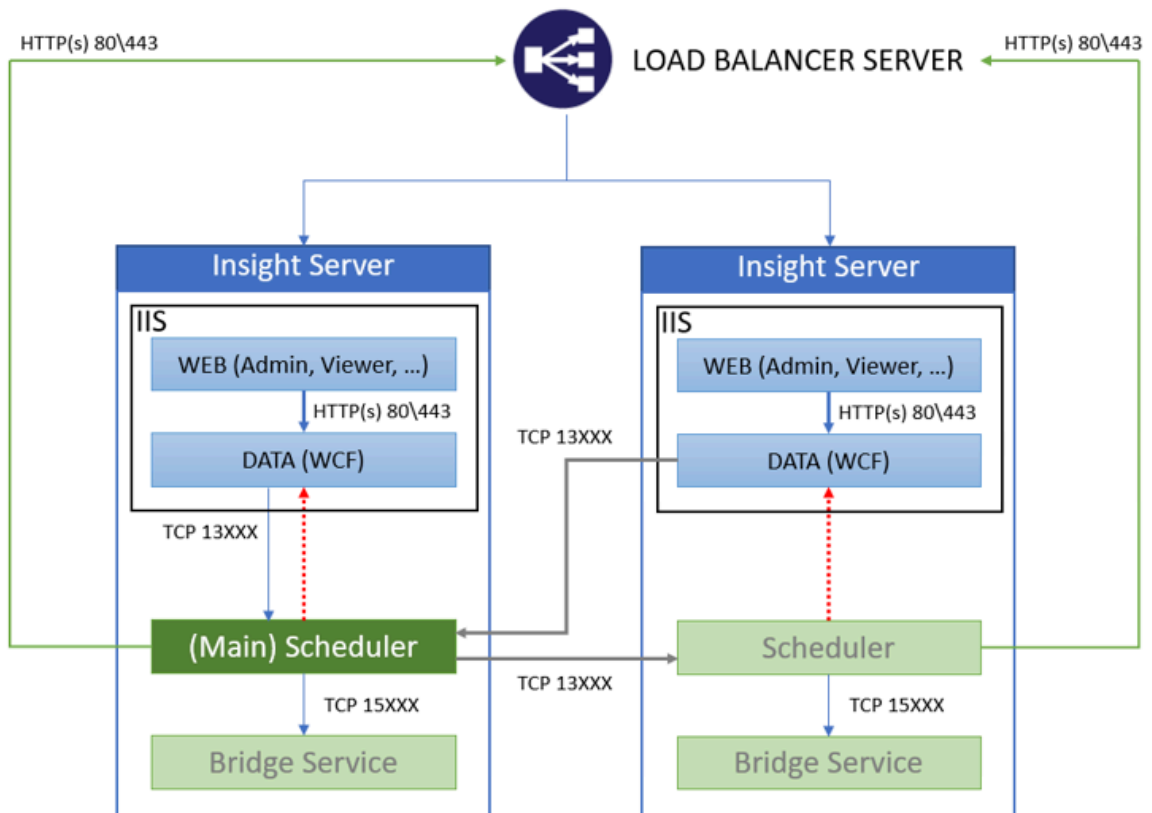 HTTP(s) 80\443
LOAD BALANCER SERVER
HTTP(s) 80\443
Insight Server
IIS
WEB (Admin, Viewer, ...)
HTTP(s) 80\443
DATA (WCF)
TCP 13XXX
(Main) Scheduler
TCP 15XXX
Bridge Service
TCP 13XXX
TCP 13XXX
Insight Server
IIS
WEB (Admin, Viewer, ...)
HTTP(s) 80\443
DATA (WCF)
Scheduler
TCP 15XXX
Bridge Service